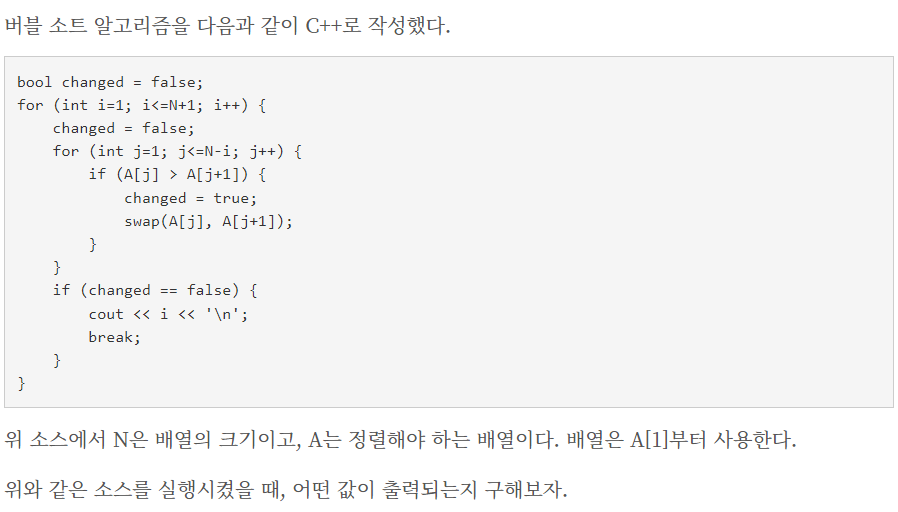 버블 소트 알고리즘을 다음과 같이 C++로 작성했다.
bool changed = false;
for (int i=1; i<=N+1; i++) {
    changed = false;
    for (int j=1; j<=N-i; j++) {
        if (A[j] > A[j+1]) {
            changed = true;
            swap(A[j], A[j+1]);
        }
    }
    if (changed == false) {
        cout << i << '\n';
        break;
    }
}
위 소스에서 N은 배열의 크기이고, A는 정렬해야 하는 배열이다. 배열은 A[1]부터 사용한다.
위와 같은 소스를 실행시켰을 때, 어떤 값이 출력되는지 구해보자.